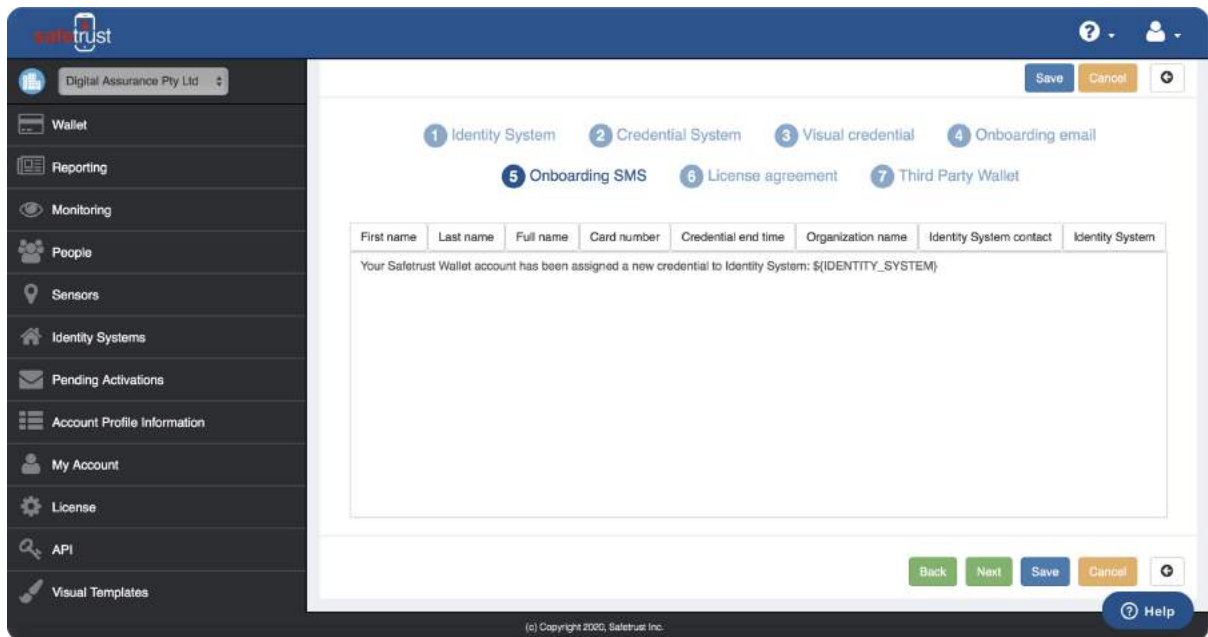 safetrust
Digital Assurance Pty Ltd
Save Cancel
Wallet
Reporting
Monitoring
People
Sensors
Identity Systems
Pending Activations
Account Profile Information
My Account
License
API
Visual Templates
1 Identity System 2 Credential System 3 Visual credential 4 Onboarding email
5 Onboarding SMS 6 License agreement 7 Third Party Wallet
First name Last name Full name Card number Credential end time Organization name Identity System contact Identity System
Your Safetrust Wallet account has been assigned a new credential to Identity System: ${IDENTITY_SYSTEM}
Back Next Save Cancel
? Help
(c) Copyright 2020, Safetrust Inc.